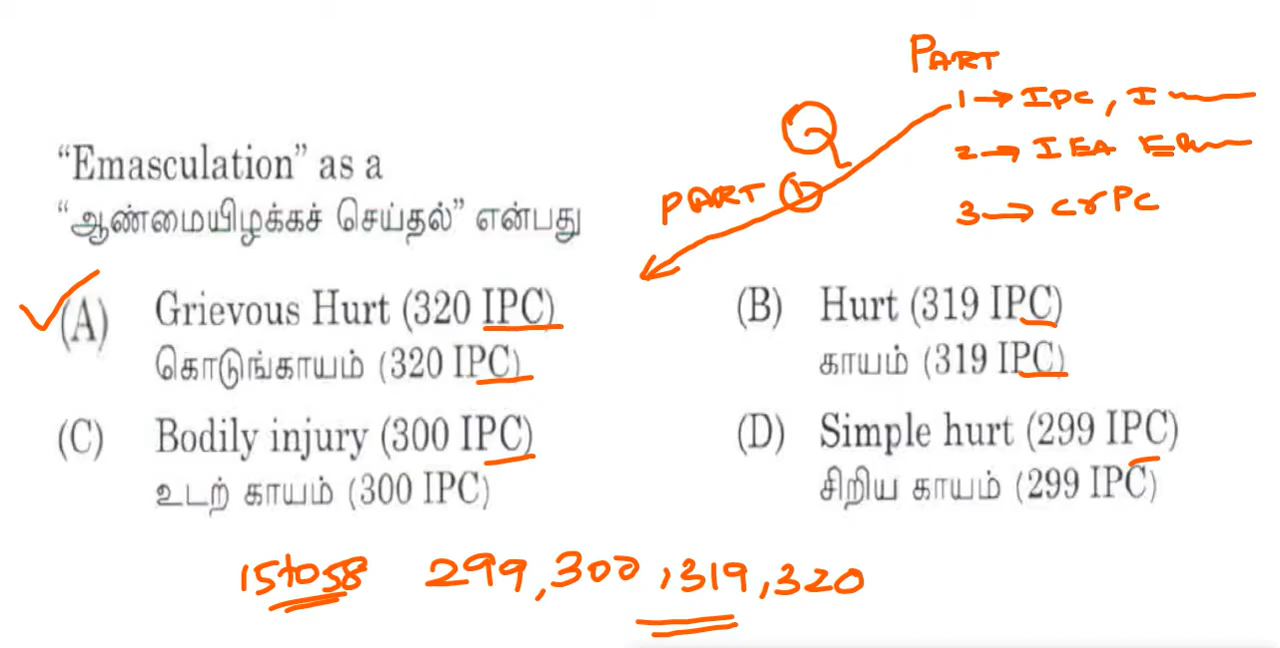 PART
1 → IPC, I
2 → IEA
3 → CrPC
Q
PART 1
“Emasculation” as a
“ஆண்மையிழக்கச் செய்தல்” என்பது
(A) Grievous Hurt (320 IPC)
கொடுங்காயம் (320 IPC)
(B) Hurt (319 IPC)
காயம் (319 IPC)
(C) Bodily injury (300 IPC)
உடற் காயம் (300 IPC)
(D) Simple hurt (299 IPC)
சிறிய காயம் (299 IPC)
15to58 299,300,319,320